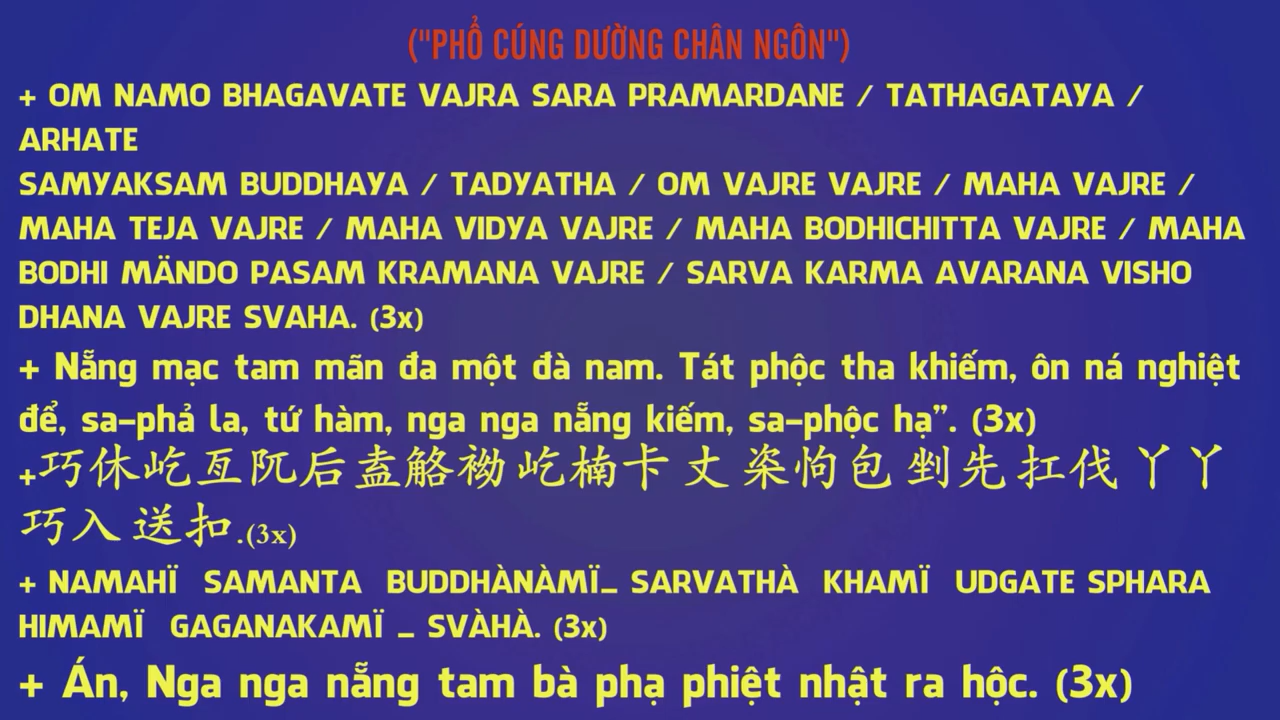 ("PHỔ CÚNG DƯỜNG CHÂN NGÔN")
+ OM NAMO BHAGAVATE VAJRA SARA PRAMARDANE / TATHAGATAYA /
ARHATE
SAMYAKSAM BUDDHAYA / TADYATHA / OM VAJRE VAJRE / MAHA VAJRE /
MAHA TEJA VAJRE / MAHA VIDYA VAJRE / MAHA BODHICHITTA VAJRE / MAHA
BODHI MÄNDO PASAM KRAMANA VAJRE / SARVA KARMA AVARANA VISHO
DHANA VAJRE SVAHA. (3x)
+ Nẵng mạc tam mãn đa một đà nam. Tát phộc tha khiếm, ôn ná nghiệt
để, sa-phả la, tứ hàm, nga nga nẵng kiếm, sa-phộc hạ”. (3x)
+巧休屹亙阢后盍觡袎 屹楠卡 丈 栥怐包 剉先 扛伐 丫丫
巧入 送扣.(3x)
+ NAMAHÏ SAMANTA BUDDHÀNÀMÏ_ SARVATHÀ KHAMÏ UDGATE SPHARA
HIMAMÏ GAGANAKAMÏ _ SVÀHÀ. (3x)
+ Án, Nga nga nẵng tam bà phạ phiệt nhật ra hộc. (3x)